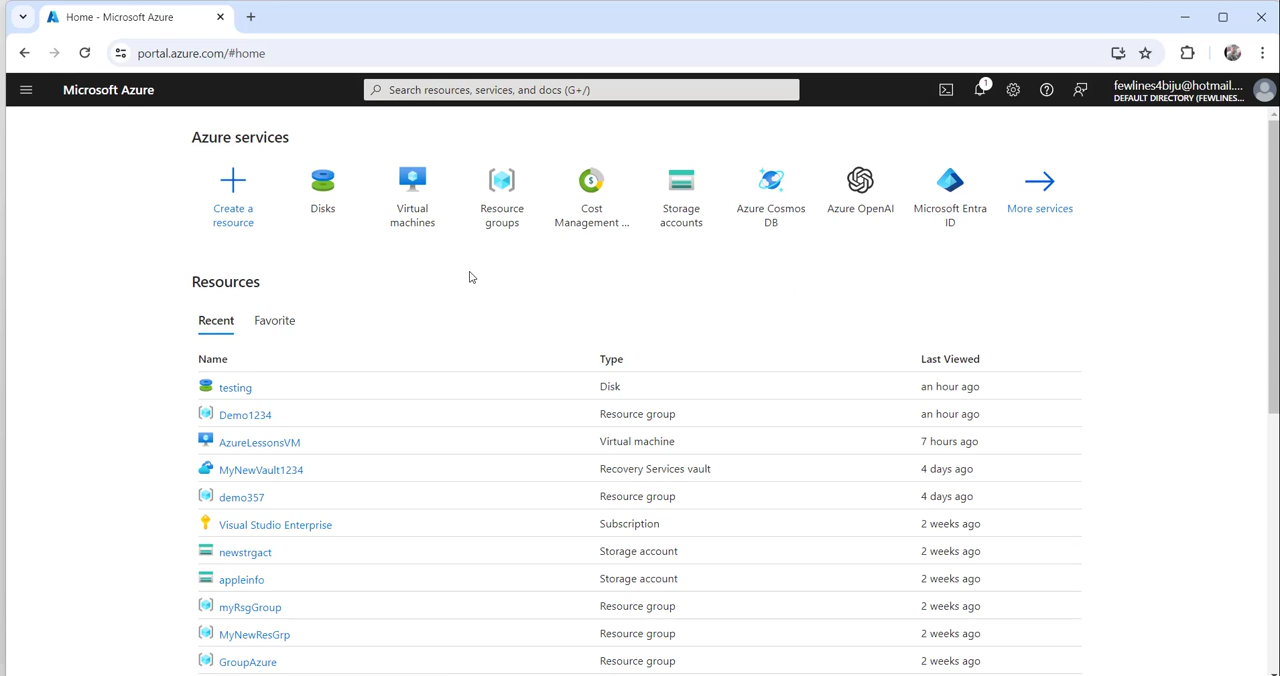 Home - Microsoft Azure
portal.azure.com/#home
Microsoft Azure
Search resources, services, and docs (G+/)
1
fewlines4biju@hotmail....
DEFAULT DIRECTORY (FEWLINES...
Azure services
Create a resource
Disks
Virtual machines
Resource groups
Cost Management ...
Storage accounts
Azure Cosmos DB
Azure OpenAI
Microsoft Entra ID
More services
Resources
Recent Favorite
Name Type Last Viewed
testing Disk an hour ago
Demo1234 Resource group an hour ago
AzureLessonsVM Virtual machine 7 hours ago
MyNewVault1234 Recovery Services vault 4 days ago
demo357 Resource group 4 days ago
Visual Studio Enterprise Subscription 2 weeks ago
newstrgact Storage account 2 weeks ago
appleinfo Storage account 2 weeks ago
myRsgGroup Resource group 2 weeks ago
MyNewResGrp Resource group 2 weeks ago
GroupAzure Resource group 2 weeks ago